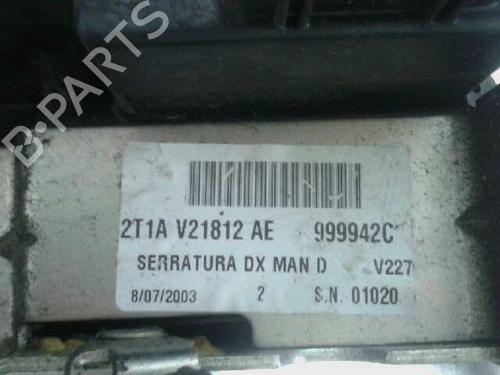 B-PARTS
2T1A V21812 AE 999942C
SERRATURA DX MAN D V227
8/07/2003 2 S.N. 01020